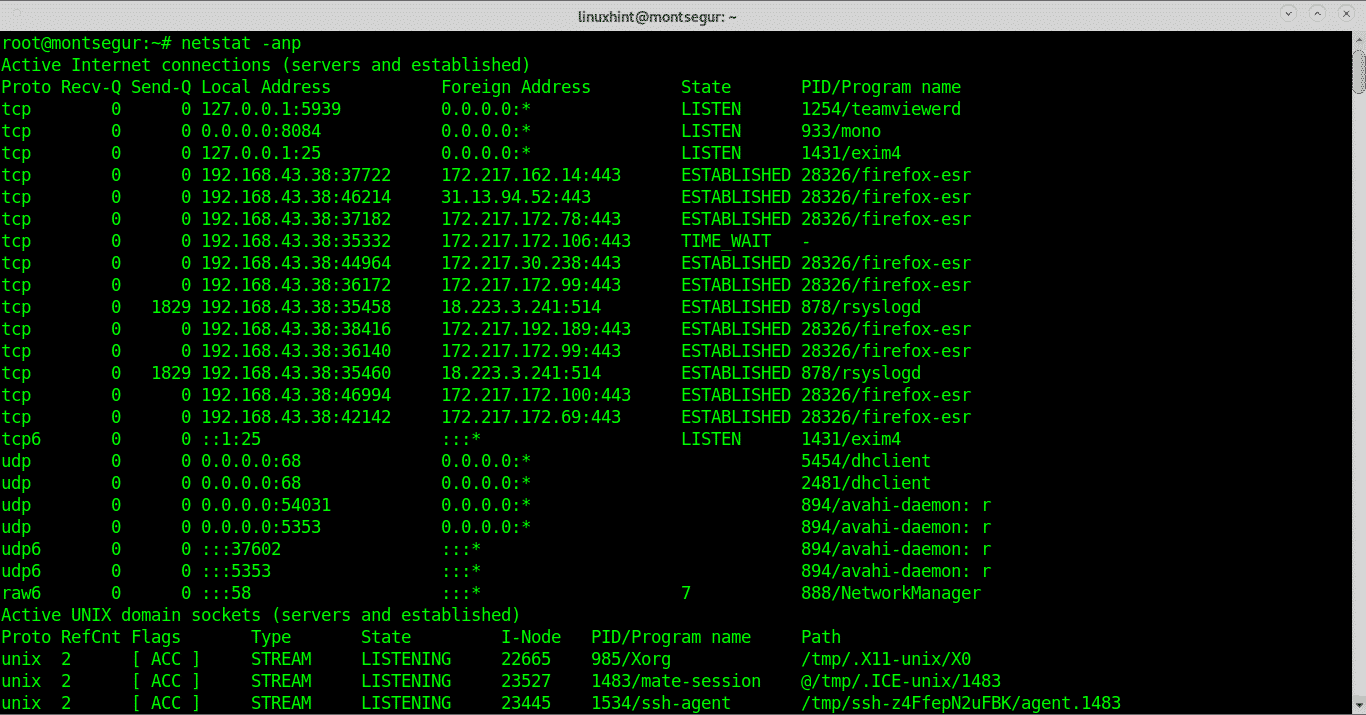 linuxhint@montsegur: ~
root@montsegur:~# netstat -anp
Active Internet connections (servers and established)
Proto Recv-Q Send-Q Local Address           Foreign Address         State       PID/Program name
tcp        0      0 127.0.0.1:5939          0.0.0.0:*               LISTEN      1254/teamviewerd
tcp        0      0 0.0.0.0:8084            0.0.0.0:*               LISTEN      933/mono
tcp        0      0 127.0.0.1:25            0.0.0.0:*               LISTEN      1431/exim4
tcp        0      0 192.168.43.38:37722     172.217.162.14:443      ESTABLISHED 28326/firefox-esr
tcp        0      0 192.168.43.38:46214     31.13.94.52:443         ESTABLISHED 28326/firefox-esr
tcp        0      0 192.168.43.38:37182     172.217.172.78:443      ESTABLISHED 28326/firefox-esr
tcp        0      0 192.168.43.38:35332     172.217.172.106:443     TIME_WAIT   -
tcp        0      0 192.168.43.38:44964     172.217.30.238:443      ESTABLISHED 28326/firefox-esr
tcp        0      0 192.168.43.38:36172     172.217.172.99:443      ESTABLISHED 28326/firefox-esr
tcp        0   1829 192.168.43.38:35458     18.223.3.241:514        ESTABLISHED 878/rsyslogd
tcp        0      0 192.168.43.38:38416     172.217.192.189:443     ESTABLISHED 28326/firefox-esr
tcp        0      0 192.168.43.38:36140     172.217.172.99:443      ESTABLISHED 28326/firefox-esr
tcp        0   1829 192.168.43.38:35460     18.223.3.241:514        ESTABLISHED 878/rsyslogd
tcp        0      0 192.168.43.38:46994     172.217.172.100:443     ESTABLISHED 28326/firefox-esr
tcp        0      0 192.168.43.38:42142     172.217.172.69:443      ESTABLISHED 28326/firefox-esr
tcp6       0      0 ::1:25                  :::*                    LISTEN      1431/exim4
udp        0      0 0.0.0.0:68              0.0.0.0:*                           5454/dhclient
udp        0      0 0.0.0.0:68              0.0.0.0:*                           2481/dhclient
udp        0      0 0.0.0.0:54031           0.0.0.0:*                           894/avahi-daemon: r
udp        0      0 0.0.0.0:5353            0.0.0.0:*                           894/avahi-daemon: r
udp6       0      0 :::37602                :::*                                894/avahi-daemon: r
udp6       0      0 :::5353                 :::*                                894/avahi-daemon: r
raw6       0      0 :::58                   :::*                    7           888/NetworkManager
Active UNIX domain sockets (servers and established)
Proto RefCnt Flags       Type       State         I-Node   PID/Program name     Path
unix  2      [ ACC ]     STREAM     LISTENING     22665    985/Xorg             /tmp/.X11-unix/X0
unix  2      [ ACC ]     STREAM     LISTENING     23527    1483/mate-session    @/tmp/.ICE-unix/1483
unix  2      [ ACC ]     STREAM     LISTENING     23445    1534/ssh-agent       /tmp/ssh-z4FfepN2uFBK/agent.1483